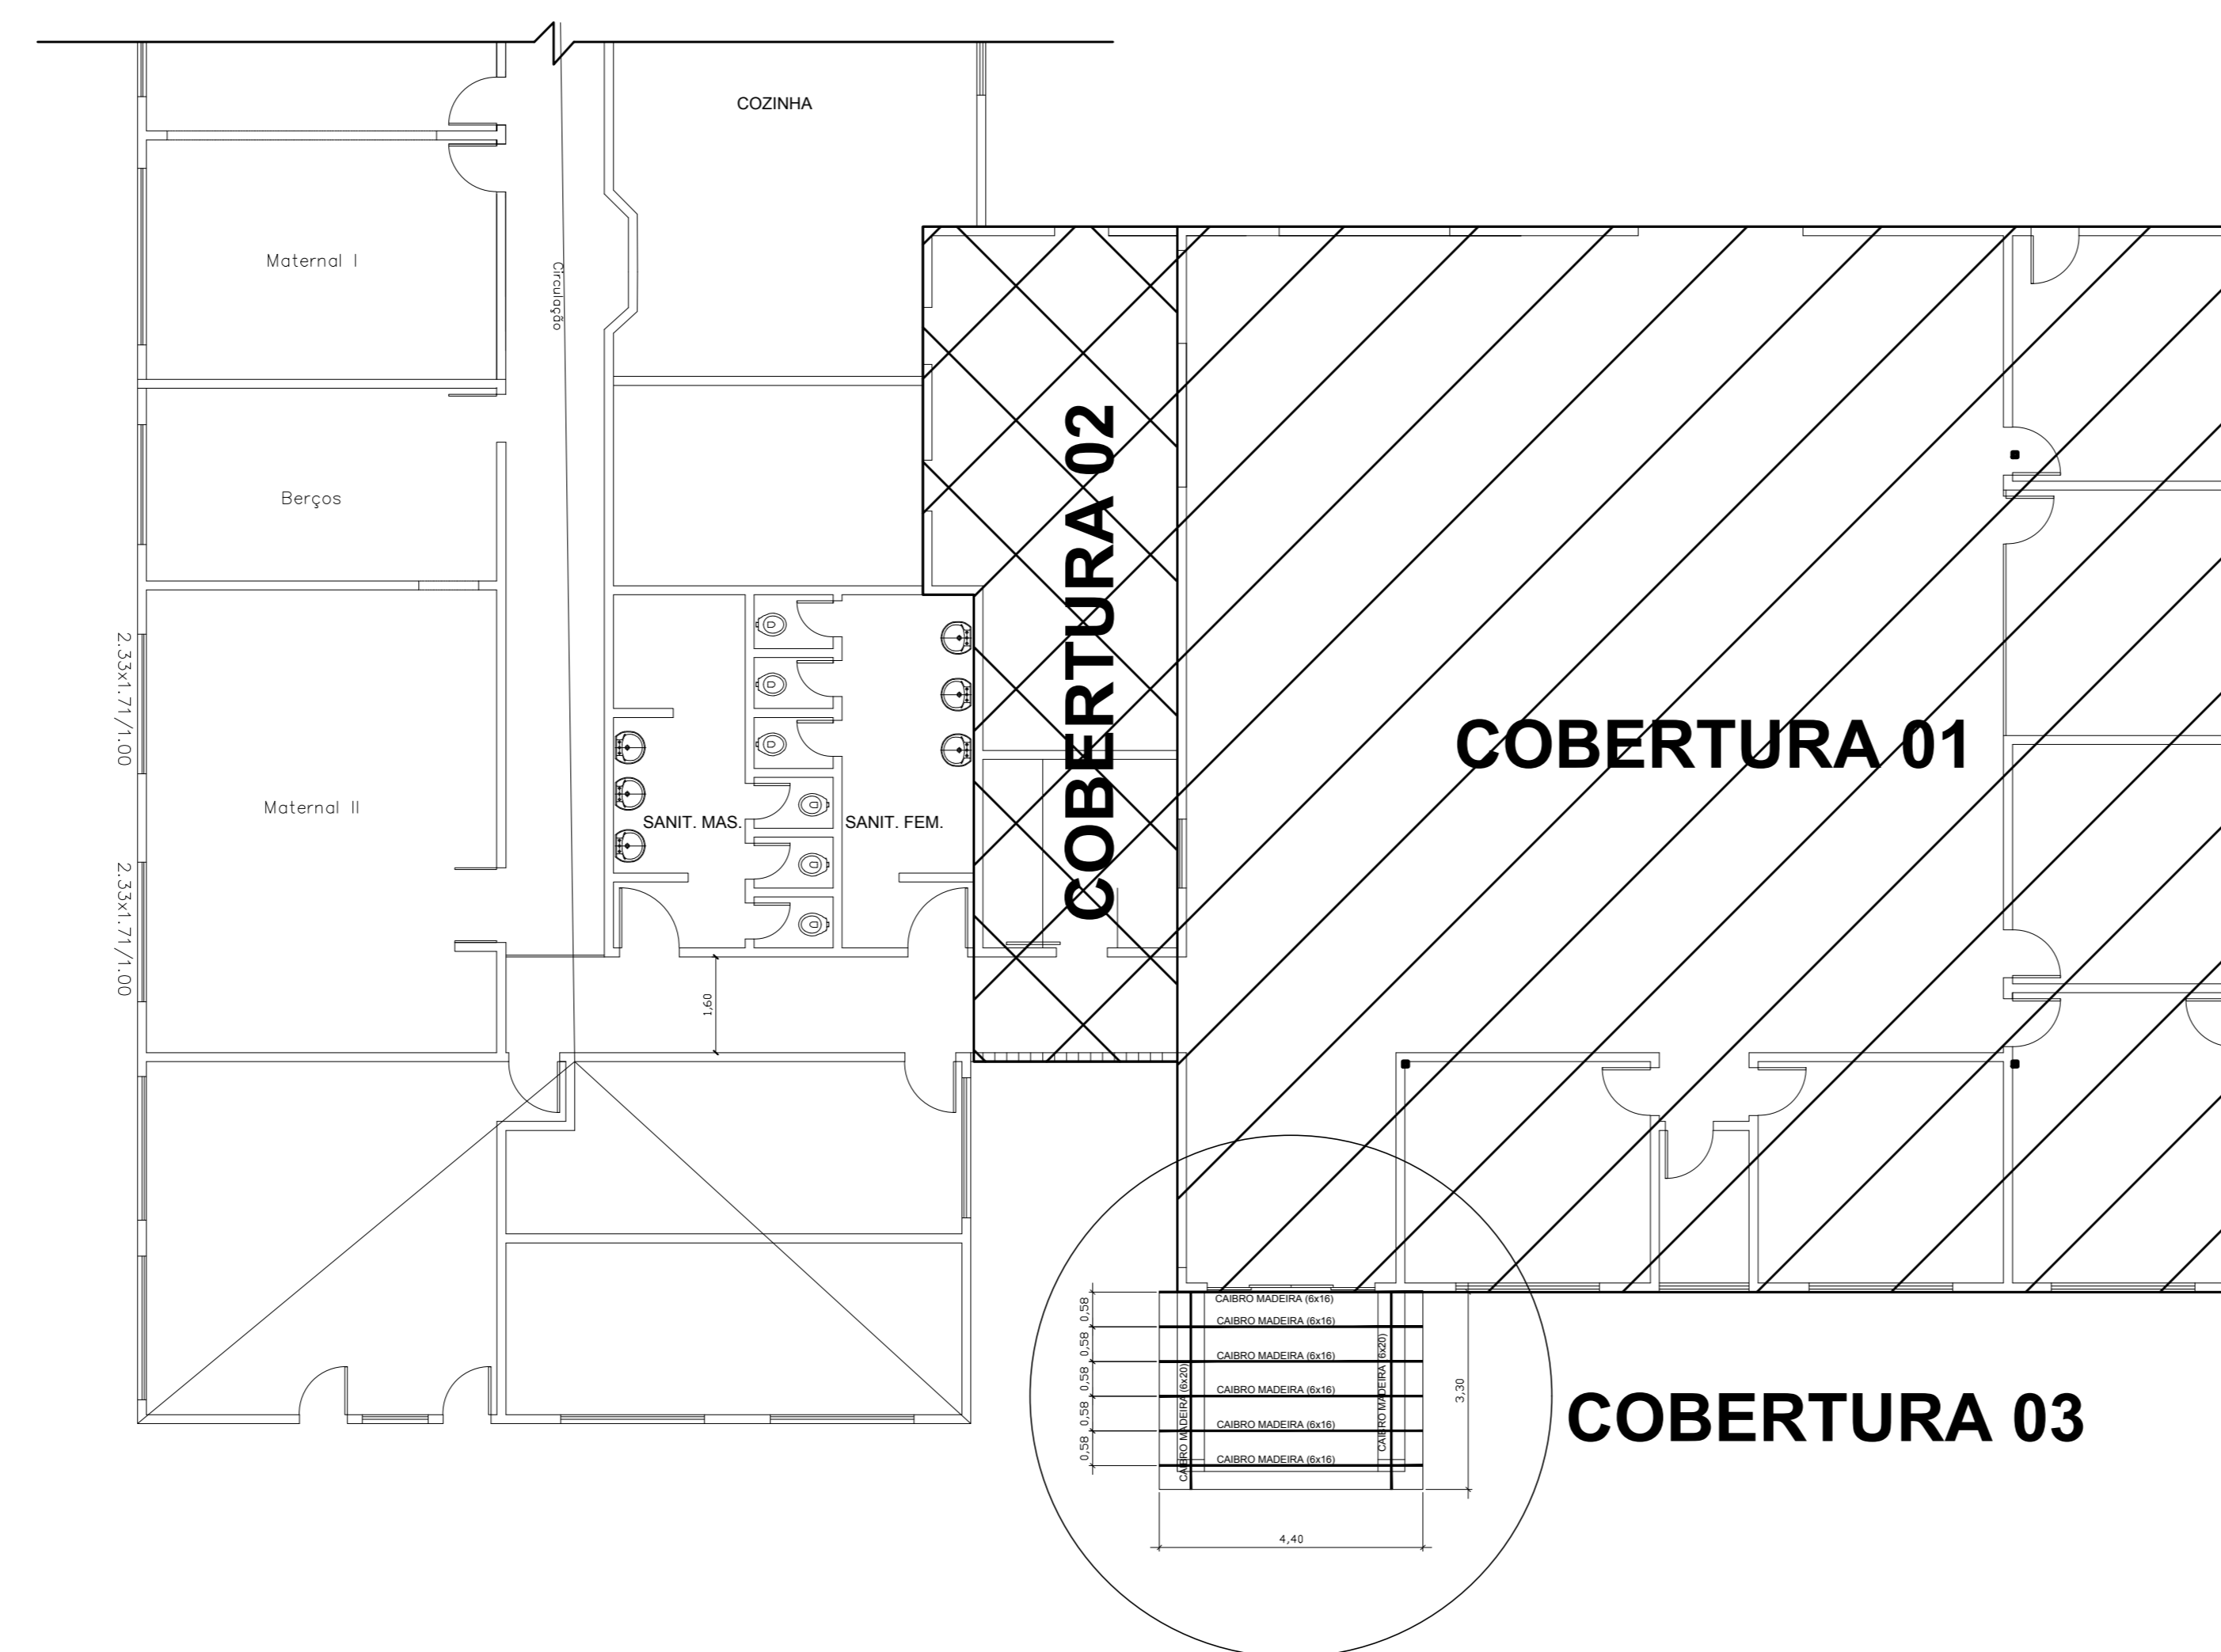 COZINHA
Maternal I
Circulação
Berços
COBERTURA 02
2.33x1.71/1.00
COBERTURA 01
Maternal II
SANIT. MAS.
SANIT. FEM.
2.33x1.71/1.00
1,60
0,58
0,58
0,58
0,58
0,58
CAIBRO MADEIRA (6x16)
CAIBRO MADEIRA (6x16)
CAIBRO MADEIRA (6x16)
CAIBRO MADEIRA (6x16)
CAIBRO MADEIRA (6x16)
CAIBRO MADEIRA (6x16)
CAIBRO MADEIRA (6x20)
CAIBRO MADEIRA (6x20)
3,30
4,40
COBERTURA 03